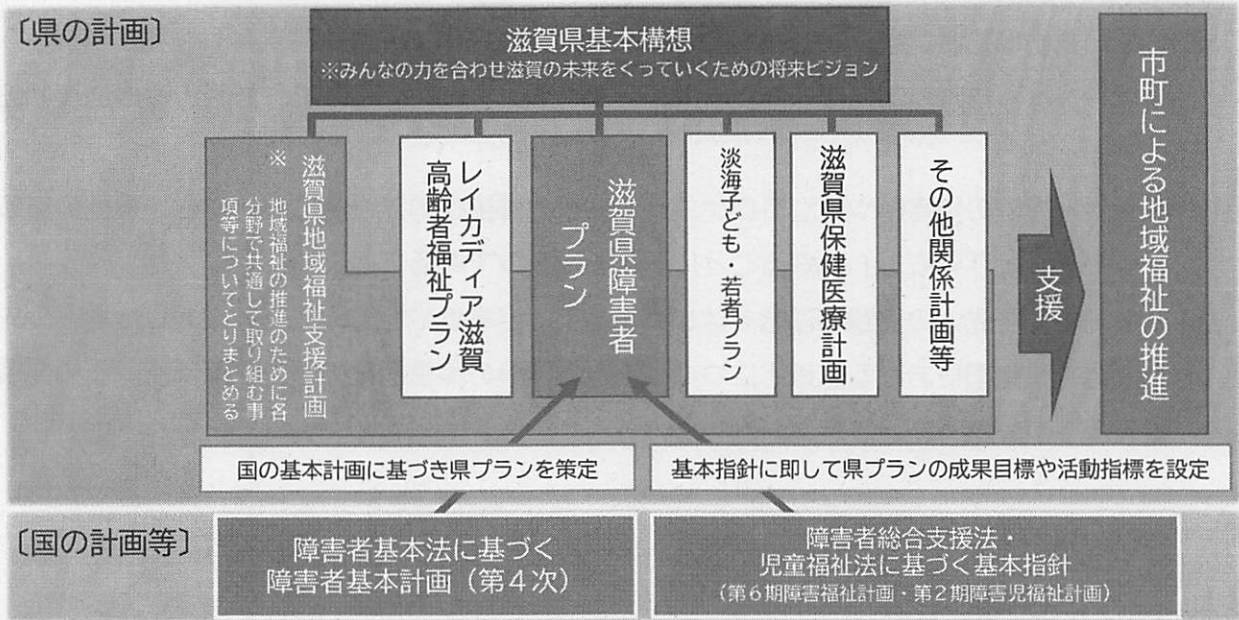 〔県の計画〕
滋賀県基本構想
※みんなの力を合わせ滋賀の未来をくっていくための将来ビジョン
滋賀県地域福祉支援計画
※ 地域福祉の推進のために各
分野で共通して取り組む事
項等についてとりまとめる
レイカディア滋賀
高齢者福祉プラン
滋賀県障害者
プラン
淡海子ども・若者プラン
滋賀県保健医療計画
その他関係計画等
支援
市町による地域福祉の推進
国の基本計画に基づき県プランを策定
基本指針に即して県プランの成果目標や活動指標を設定
〔国の計画等〕
障害者基本法に基づく
障害者基本計画（第4次）
障害者総合支援法・
児童福祉法に基づく基本指針
（第6期障害福祉計画・第2期障害児福祉計画）